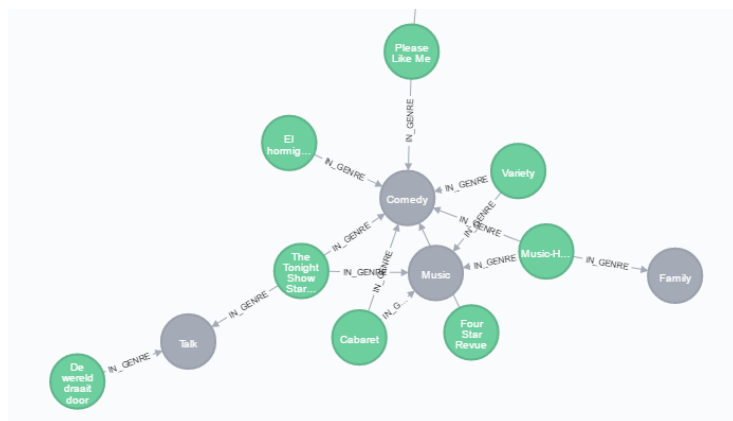 Please
Like Me
IN_GENRE
El
hormig...
IN_GENRE
Comedy
IN_GENRE
Variety
IN_GENRE
IN_GENRE
The
Tonight
Show
Star...
IN_GENRE
IN_GENRE
IN_GENRE
IN_G...
Music
IN_GENRE
Music-H...
IN_GENRE
Family
IN_GENRE
Talk
Cabaret
Four
Star
Revue
De
wereld
draait
door
IN_GENRE